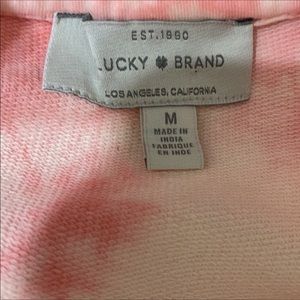 EST.1990
LUCKY BRAND
LOS ANGELES, CALIFORNIA
M
MADE IN
INDIA
FABRIQUE
EN INDE